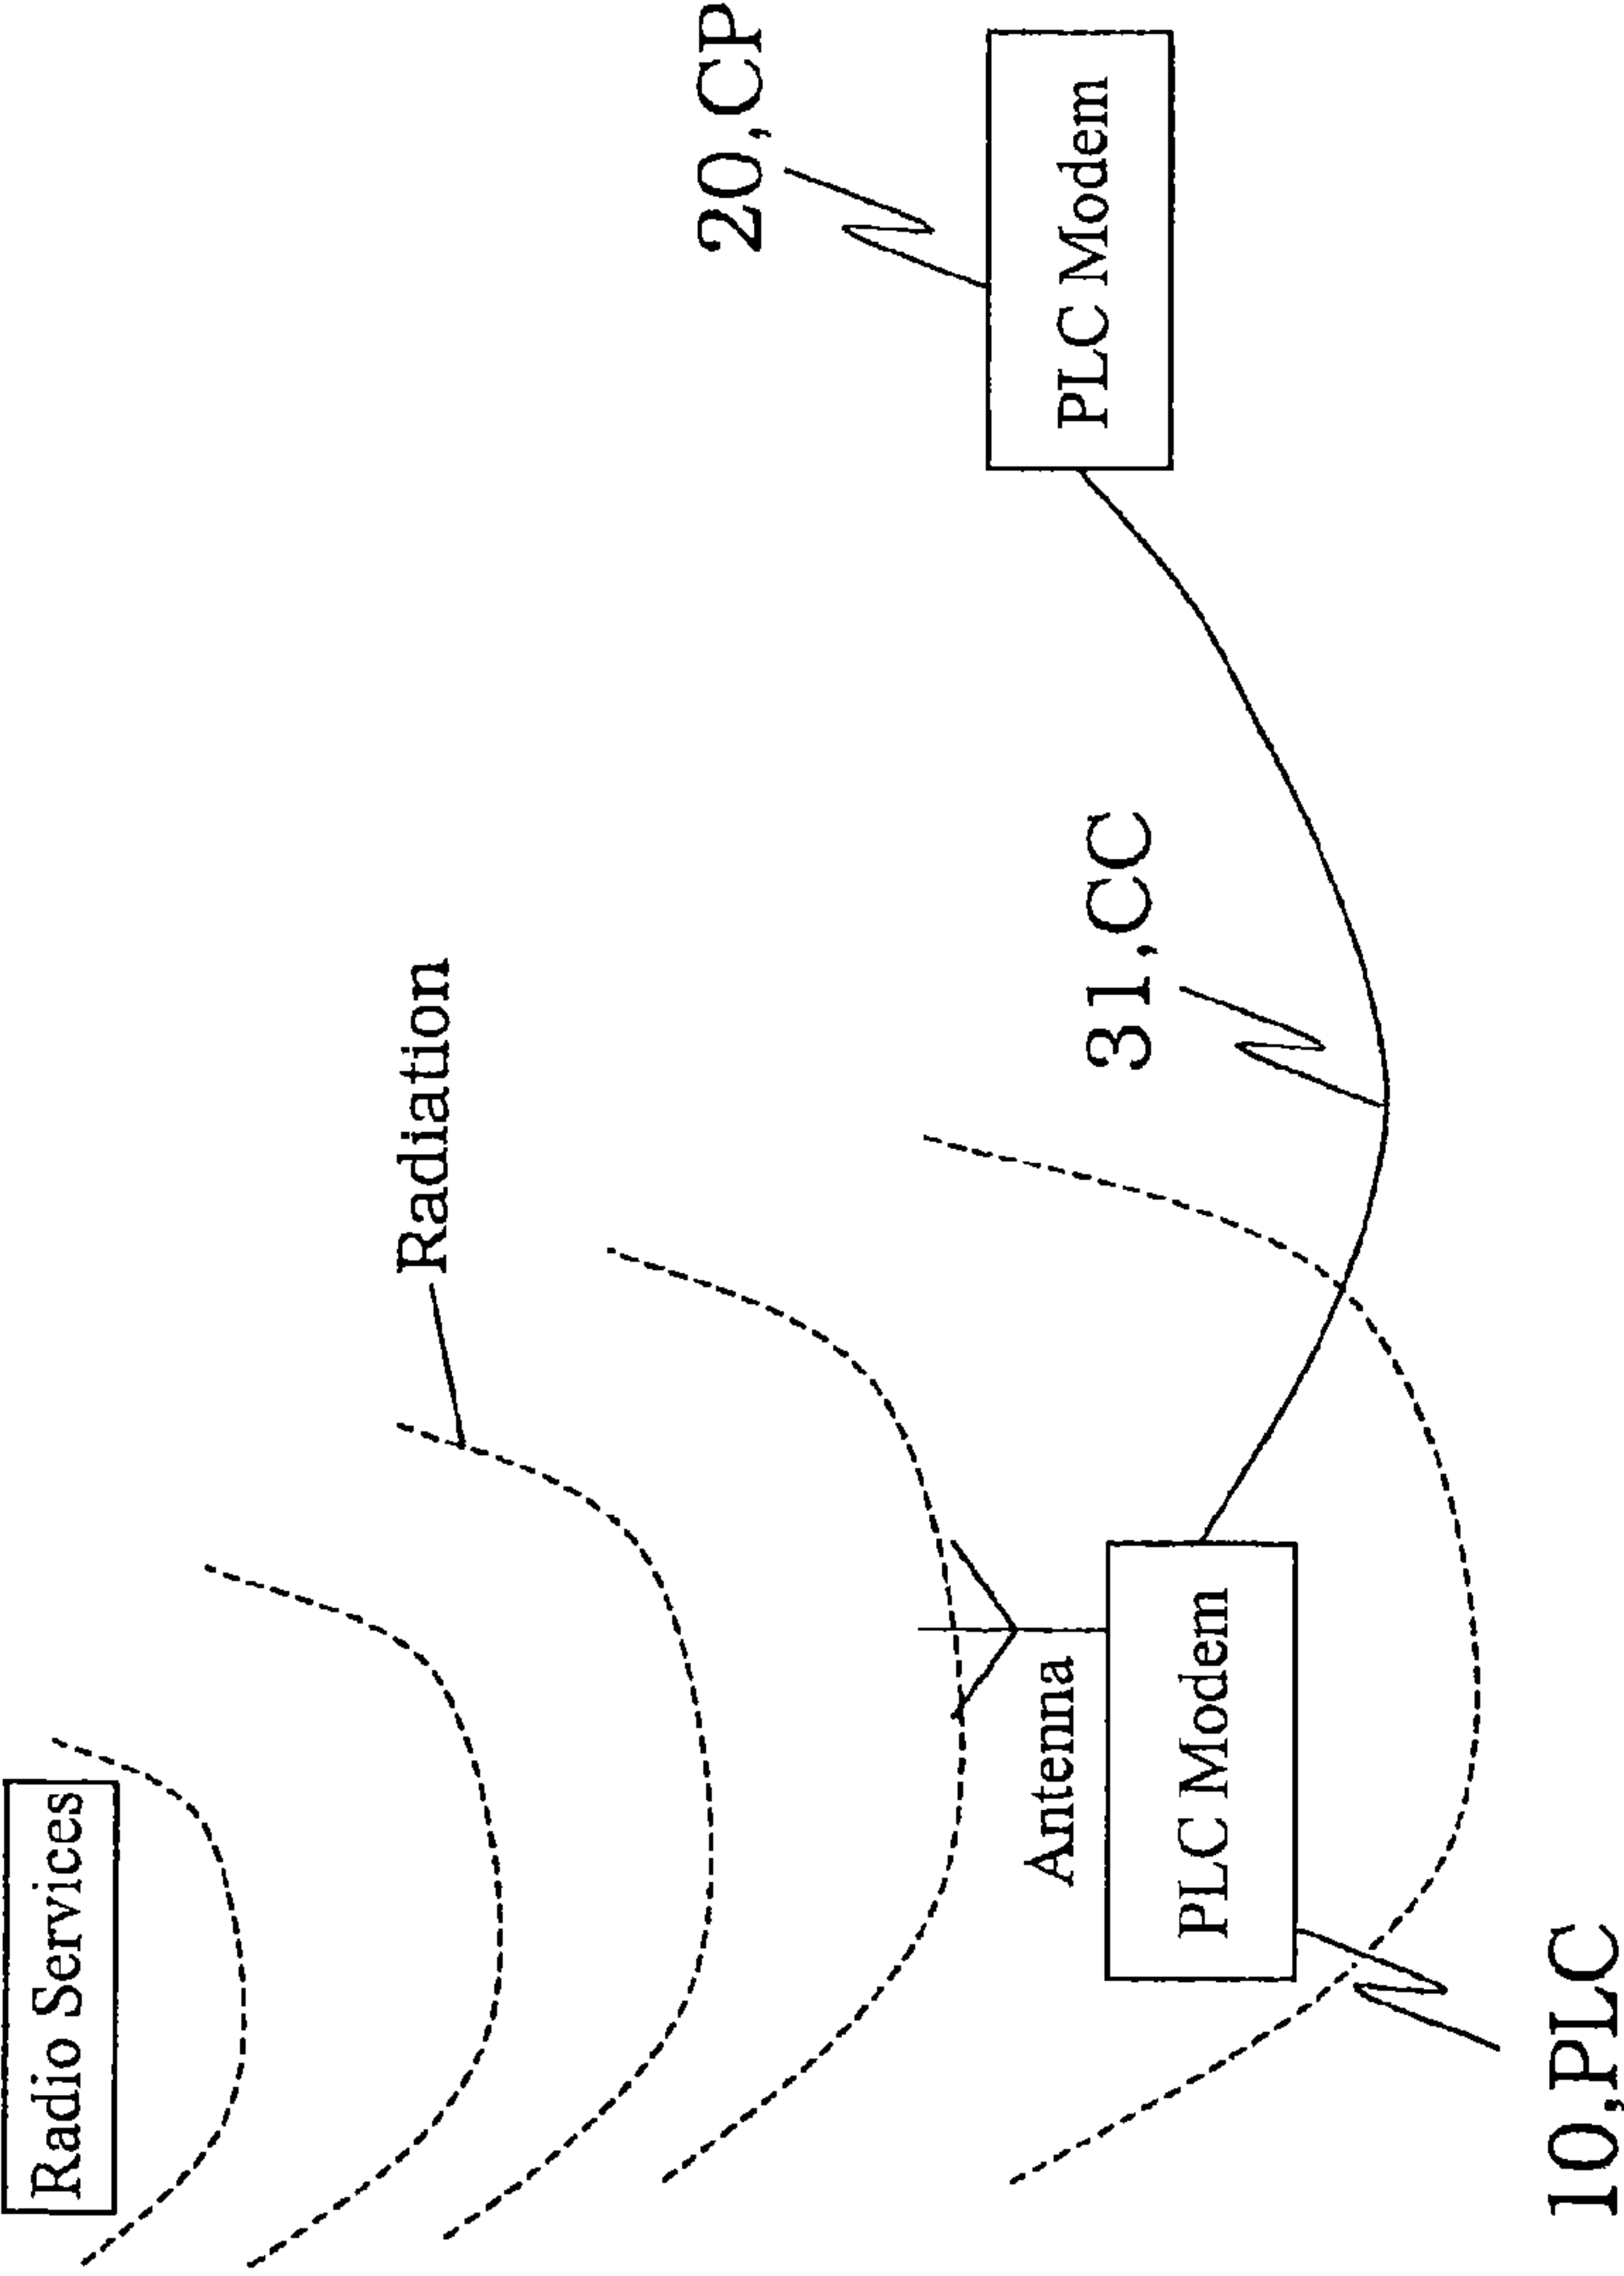 Radio Services
Radiation
Antenna
PLC Modem
10,PLC
31,CC
20,CP
PLC Modem